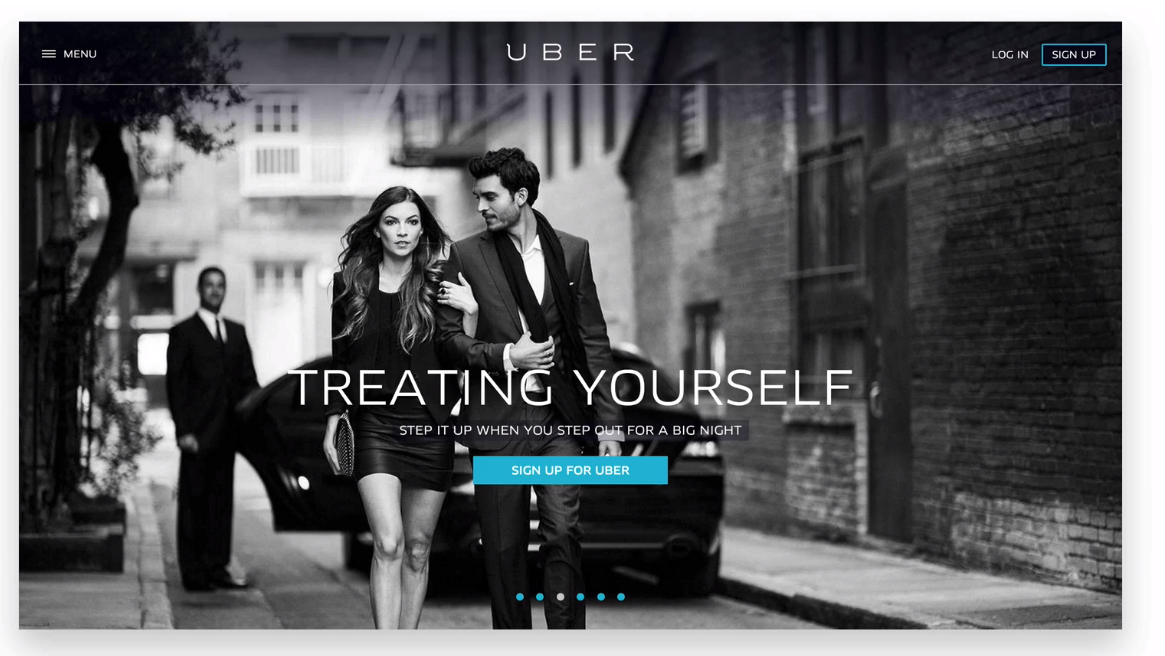 MENU
UBER
LOG IN
SIGN UP
TREATING YOURSELF
STEP IT UP WHEN YOU STEP OUT FOR A BIG NIGHT
SIGN UP FOR UBER